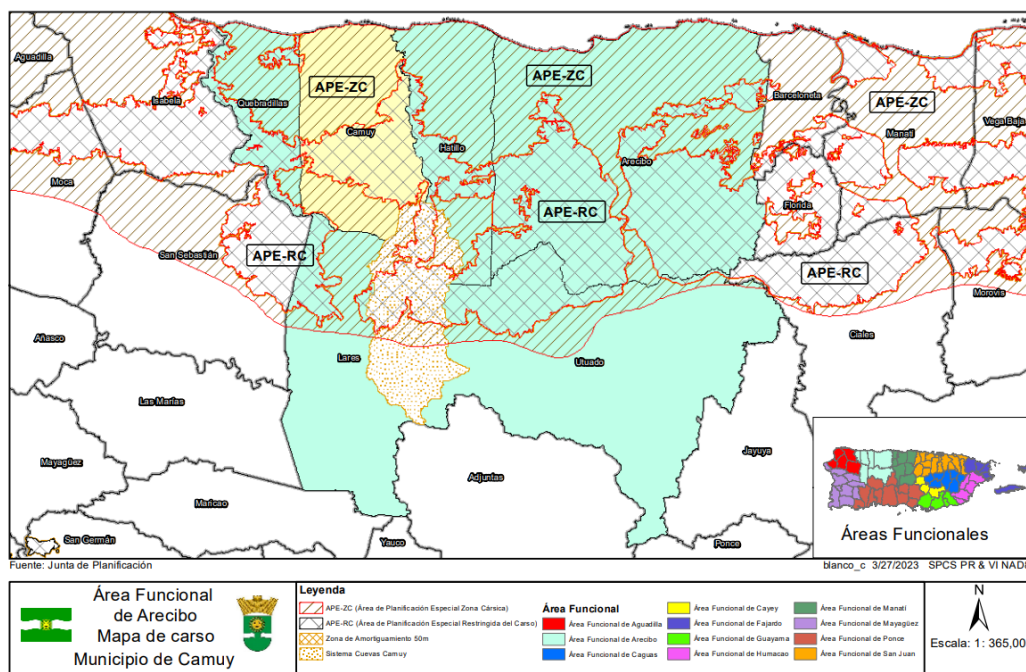 Aguadilla
Isabela
Quebradillas
APE-ZC
Camuy
Hatillo
APE-ZC
Arecibo
Barceloneta
APE-ZC
Manatí
Vega Baja
Moca
San Sebastián
APE-RC
APE-RC
Florida
APE-RC
Morovis
Añasco
Lares
Utuado
Ciales
Las Marías
Mayagüez
Maricao
Adjuntas
Jayuya
San Germán
Yauco
Ponce
Áreas Funcionales
Fuente: Junta de Planificación
blanco_c 3/27/2023 SPCS PR & VI NAD8
Área Funcional
de Arecibo
Mapa de carso
Municipio de Camuy
Leyenda
APE-ZC (Área de Planificación Especial Zona Cársica)
APE-RC (Área de Planificación Especial Restringida del Carso)
Zona de Amortiguamiento 50m
Sistema Cuevas Camuy
Área Funcional
Área Funcional de Aguadilla
Área Funcional de Arecibo
Área Funcional de Caguas
Área Funcional de Cayey
Área Funcional de Fajardo
Área Funcional de Guayama
Área Funcional de Humacao
Área Funcional de Manatí
Área Funcional de Mayagüez
Área Funcional de Ponce
Área Funcional de San Juan
N
Escala: 1: 365,00